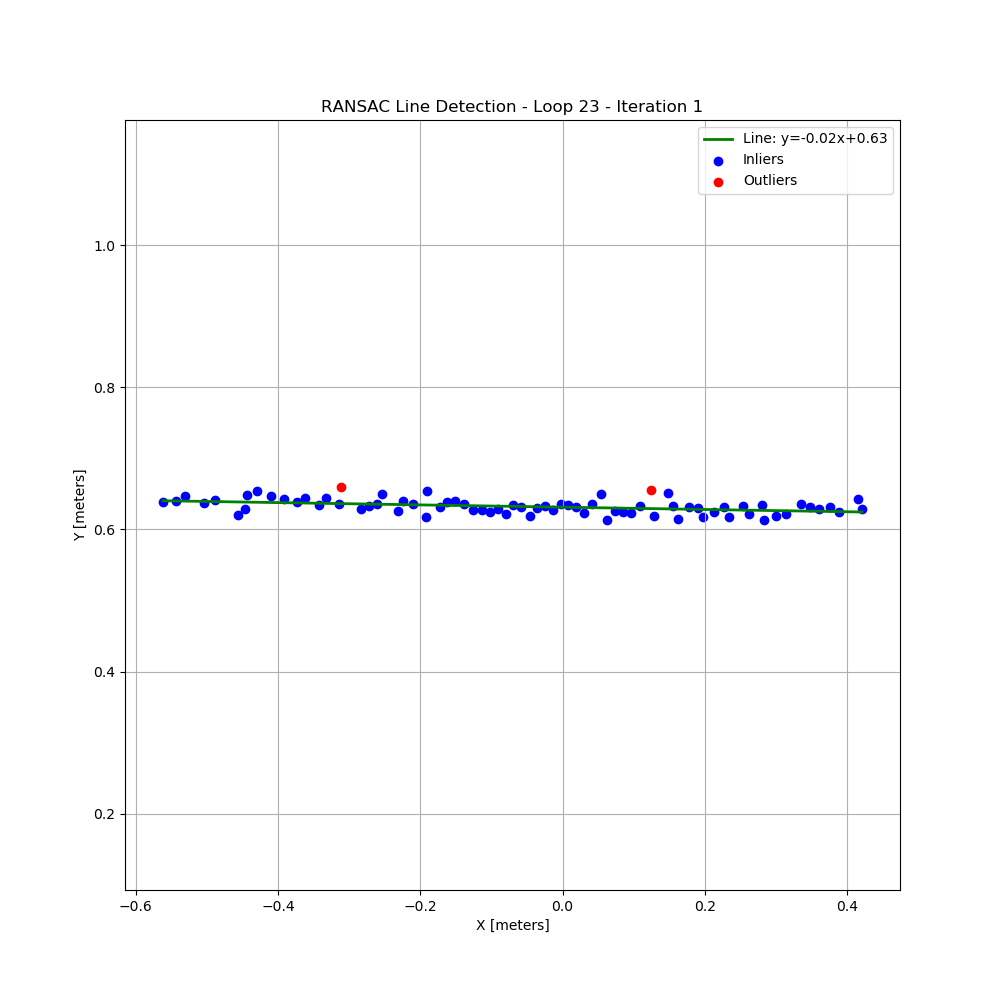 RANSAC Line Detection - Loop 23 - Iteration 1
Line: y=-0.02x+0.63
Inliers
Outliers
1.0
0.8
0.6
0.4
0.2
Y [meters]
−0.6 −0.4 −0.2 0.0 0.2 0.4
X [meters]